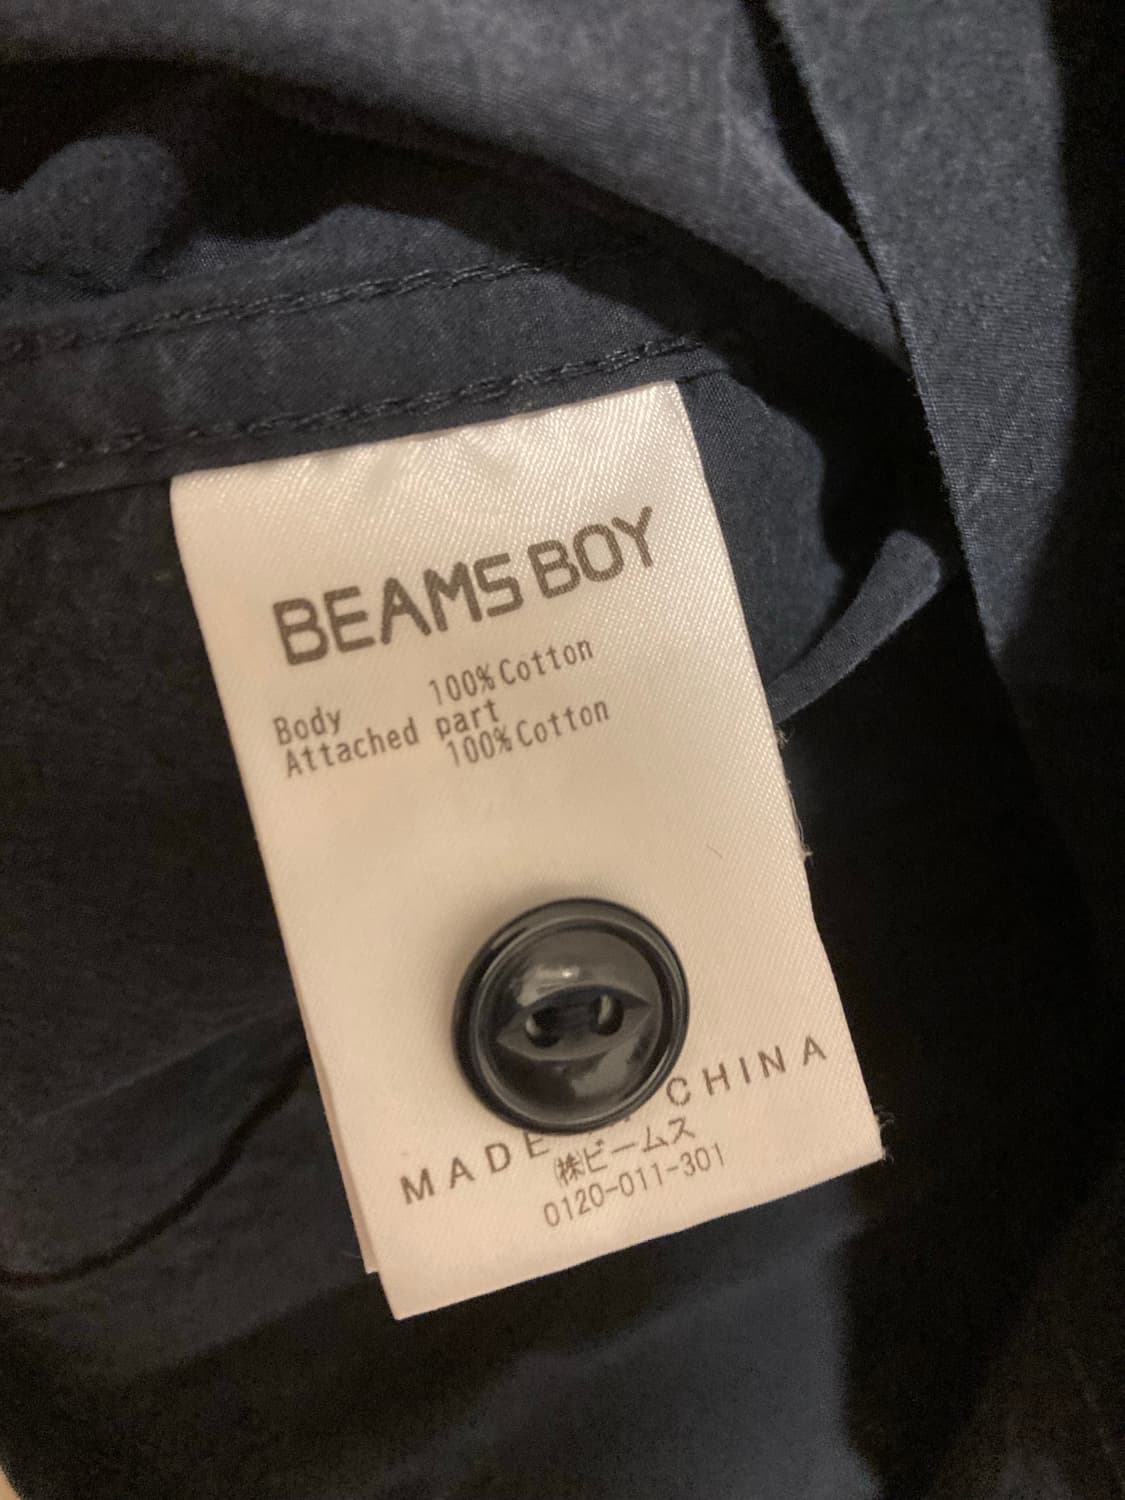 BEAMS BOY
100%Cotton
Body
Attached part
100%Cotton
MADE CHINA
㈱ビームス
0120-011-301